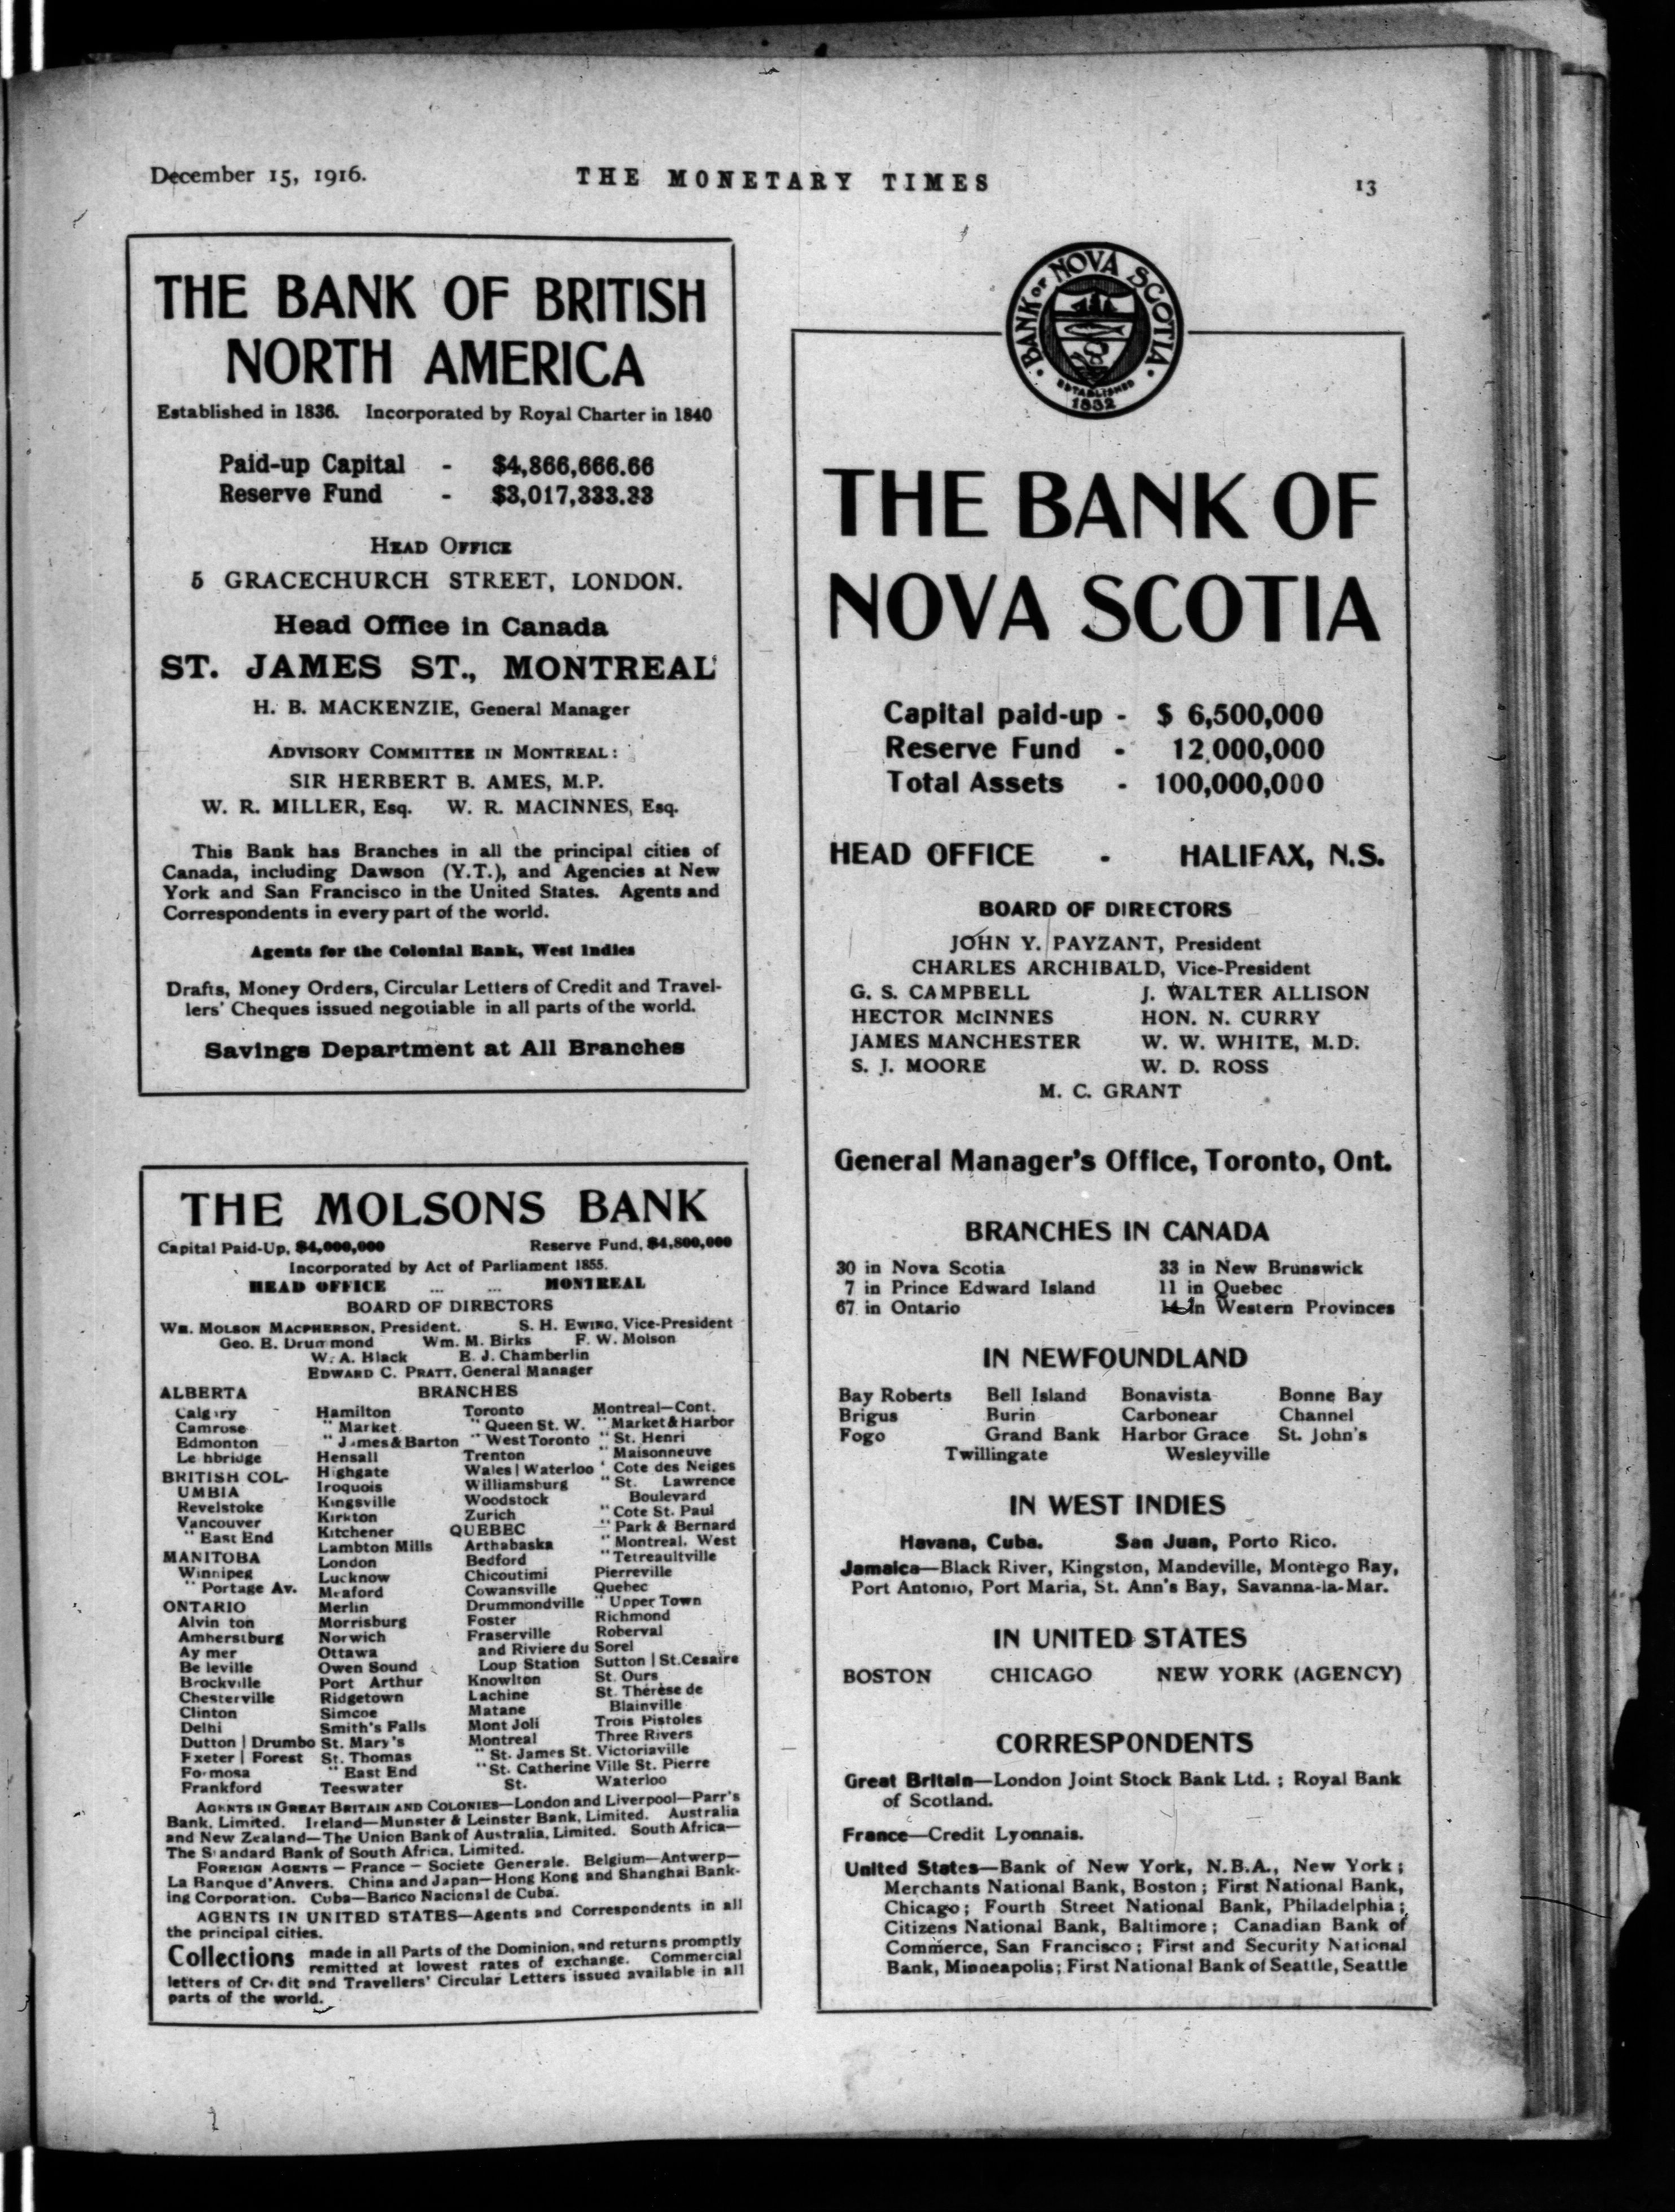 December 15, 1916.
THE MONETARY TIMES
13
THE BANK OF BRITISH
NORTH AMERICA
Established in 1836. Incorporated by Royal Charter in 1840
Paid-up Capital - $4,866,666.66
Reserve Fund - $3,017,333.33
HEAD OFFICE
5 GRACECHURCH STREET, LONDON.
Head Office in Canada
ST. JAMES ST., MONTREAL
H. B. MACKENZIE, General Manager
ADVISORY COMMITTEE IN MONTREAL:
SIR HERBERT B. AMES, M.P.
W. R. MILLER, Esq. W. R. MACINNES, Esq.
This Bank has Branches in all the principal cities of
Canada, including Dawson (Y.T.), and Agencies at New
York and San Francisco in the United States. Agents and
Correspondents in every part of the world.
Agents for the Colonial Bank, West Indies
Drafts, Money Orders, Circular Letters of Credit and Travel-
lers' Cheques issued negotiable in all parts of the world.
Savings Department at All Branches
THE MOLSONS BANK
Capital Paid-Up, $4,000,000 Reserve Fund, $4,800,000
Incorporated by Act of Parliament 1855.
HEAD OFFICE ... ... MONTREAL
BOARD OF DIRECTORS
WM. MOLSON MACPHERSON, President. S. H. EWING, Vice-President
Geo. E. Drummond Wm. M. Birks F. W. Molson
W. A. Black E. J. Chamberlin
EDWARD C. PRATT, General Manager
BRANCHES
ALBERTA
Calgary
Camrose
Edmonton
Lethbridge
BRITISH COL-
UMBIA
Revelstoke
Vancouver
" East End
MANITOBA
Winnipeg
" Portage Av.
ONTARIO
Alvinston
Amherstburg
Aylmer
Belleville
Brockville
Chesterville
Clinton
Delhi
Dutton | Drumbo
Exeter | Forest
Formosa
Frankford
Hamilton
" Market
" James & Barton
Hensall
Highgate
Iroquois
Kingsville
Kirkton
Kitchener
Lambton Mills
London
Lucknow
Meaford
Merlin
Morrisburg
Norwich
Ottawa
Owen Sound
Port Arthur
Ridgetown
Simcoe
Smith's Falls
St. Mary's
St. Thomas
" East End
Teeswater
Toronto
" Queen St. W.
" West Toronto
Trenton
Wales | Waterloo
Williamsburg
Woodstock
Zurich
QUEBEC
Arthabaska
Bedford
Chicoutimi
Cowansville
Drummondville
Foster
Fraserville
and Riviere du
Loup Station
Knowlton
Lachine
Matane
Mont Joli
Montreal
" St. James St.
" St. Catherine
St.
Montreal—Cont.
" Market & Harbor
" St. Henri
" Maisonneuve
" Cote des Neiges
" St. Lawrence
Boulevard
" Cote St. Paul
" Park & Bernard
" Montreal, West
" Tetreaultville
Pierreville
Quebec
" Upper Town
Richmond
Roberval
Sorel
Sutton | St. Cesaire
St. Ours
St. Thérèse de
Blainville
Trois Pistoles
Three Rivers
Victoriaville
Ville St. Pierre
Waterloo
AGENTS IN GREAT BRITAIN AND COLONIES—London and Liverpool—Parr's
Bank, Limited. Ireland—Munster & Leinster Bank, Limited. Australia
and New Zealand—The Union Bank of Australia, Limited. South Africa—
The Standard Bank of South Africa, Limited.
FOREIGN AGENTS — France — Societe Generale. Belgium—Antwerp—
La Banque d'Anvers. China and Japan—Hong Kong and Shanghai Bank-
ing Corporation. Cuba—Banco Nacional de Cuba.
AGENTS IN UNITED STATES—Agents and Correspondents in all
the principal cities.
Collections made in all Parts of the Dominion, and returns promptly
remitted at lowest rates of exchange. Commercial
letters of Credit and Travellers' Circular Letters issued available in all
parts of the world.
BANK OF NOVA SCOTIA
ESTABLISHED
1832
THE BANK OF
NOVA SCOTIA
Capital paid-up - $ 6,500,000
Reserve Fund - 12,000,000
Total Assets - 100,000,000
HEAD OFFICE - HALIFAX, N.S.
BOARD OF DIRECTORS
JOHN Y. PAYZANT, President
CHARLES ARCHIBALD, Vice-President
G. S. CAMPBELL J. WALTER ALLISON
HECTOR McINNES HON. N. CURRY
JAMES MANCHESTER W. W. WHITE, M.D.
S. J. MOORE W. D. ROSS
M. C. GRANT
General Manager's Office, Toronto, Ont.
BRANCHES IN CANADA
30 in Nova Scotia 33 in New Brunswick
7 in Prince Edward Island 11 in Quebec
67 in Ontario in Western Provinces
IN NEWFOUNDLAND
Bay Roberts Bell Island Bonavista Bonne Bay
Brigus Burin Carbonear Channel
Fogo Grand Bank Harbor Grace St. John's
Twillingate Wesleyville
IN WEST INDIES
Havana, Cuba. San Juan, Porto Rico.
Jamaica—Black River, Kingston, Mandeville, Montego Bay,
Port Antonio, Port Maria, St. Ann's Bay, Savanna-la-Mar.
IN UNITED STATES
BOSTON CHICAGO NEW YORK (AGENCY)
CORRESPONDENTS
Great Britain—London Joint Stock Bank Ltd. ; Royal Bank
of Scotland.
France—Credit Lyonnais.
United States—Bank of New York, N.B.A., New York ;
Merchants National Bank, Boston ; First National Bank,
Chicago ; Fourth Street National Bank, Philadelphia ;
Citizens National Bank, Baltimore ; Canadian Bank of
Commerce, San Francisco ; First and Security National
Bank, Minneapolis ; First National Bank of Seattle, Seattle